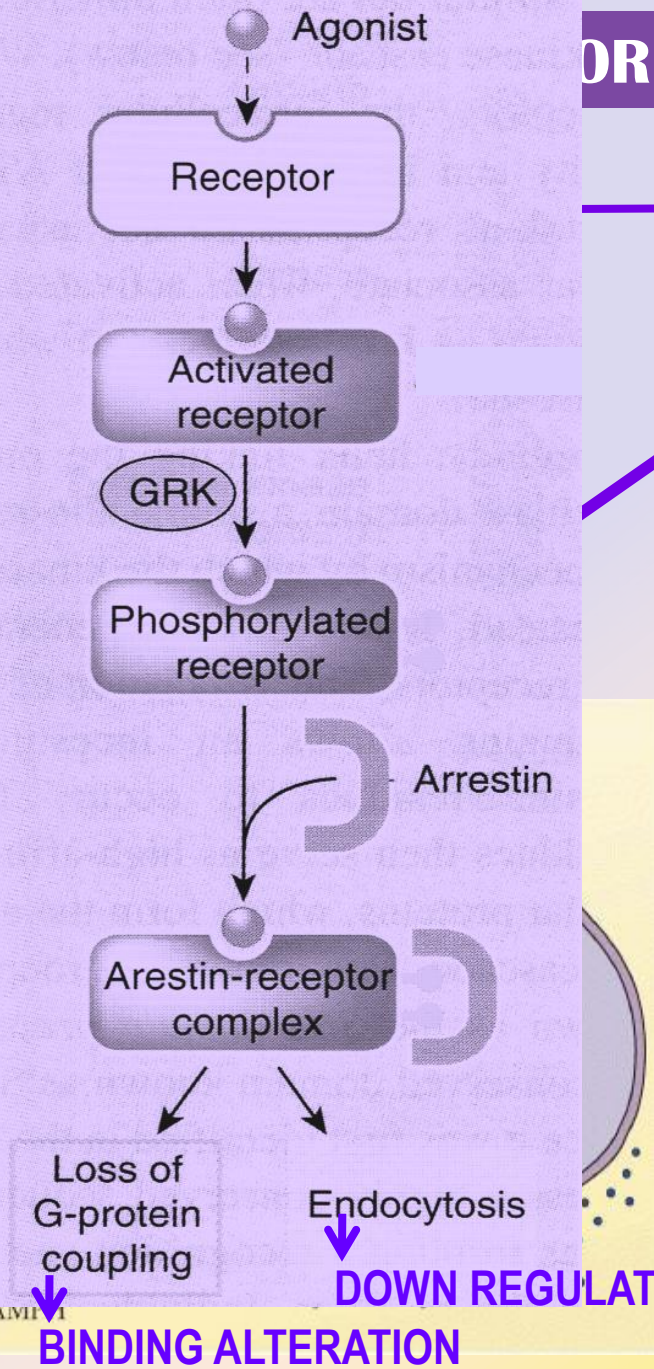 Agonist
OR
Receptor
Activated
receptor
GRK
Phosphorylated
receptor
Arrestin
Arestin-receptor
complex
Loss of
G-protein
coupling
Endocytosis
DOWN REGULAT
BINDING ALTERATION